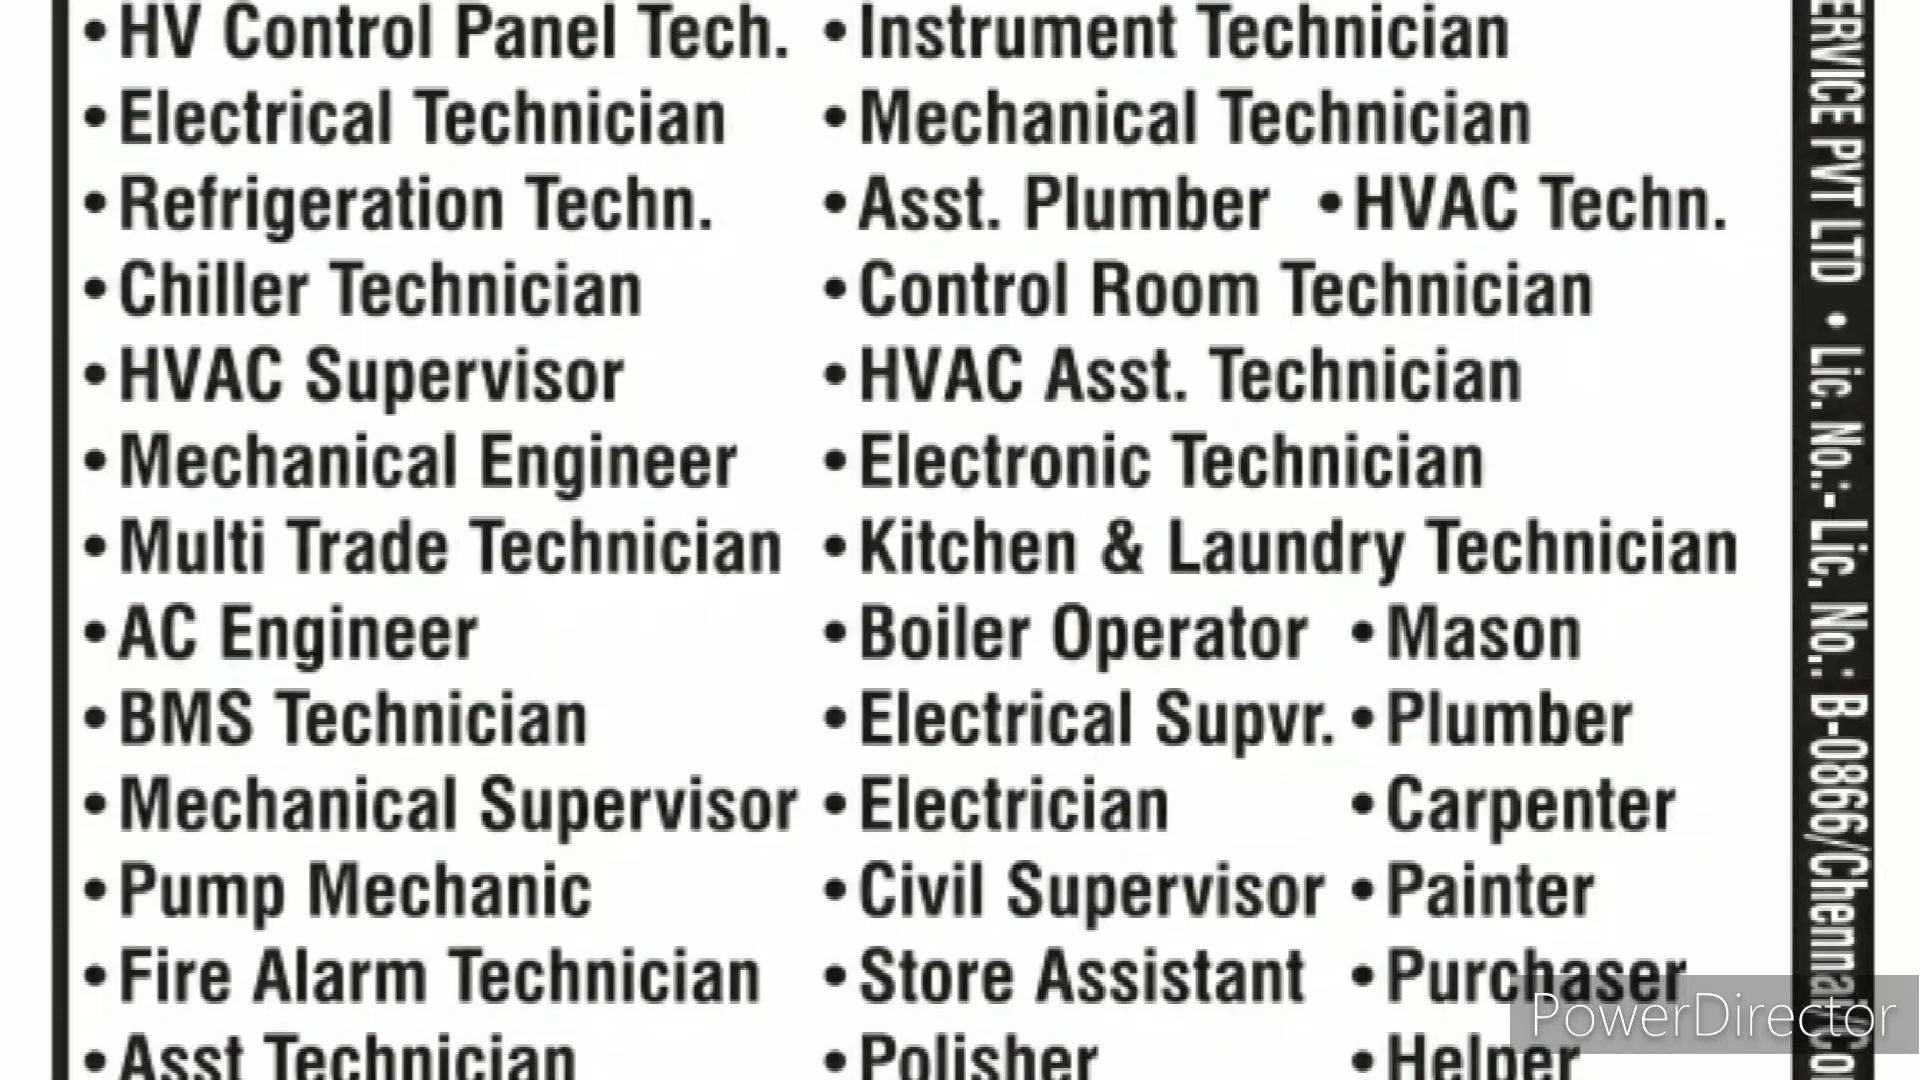 • HV Control Panel Tech. • Instrument Technician
• Electrical Technician • Mechanical Technician
• Refrigeration Techn. • Asst. Plumber • HVAC Techn.
• Chiller Technician • Control Room Technician
• HVAC Supervisor • HVAC Asst. Technician
• Mechanical Engineer • Electronic Technician
• Multi Trade Technician • Kitchen & Laundry Technician
• AC Engineer • Boiler Operator • Mason
• BMS Technician • Electrical Supvr. • Plumber
• Mechanical Supervisor • Electrician • Carpenter
• Pump Mechanic • Civil Supervisor • Painter
• Fire Alarm Technician • Store Assistant • Purchaser
• Asst Technician • Polisher • Helper
ERVICE PVT LTD • Lic. No.:- Lic. No.: B-0866/Chennai
PowerDirector